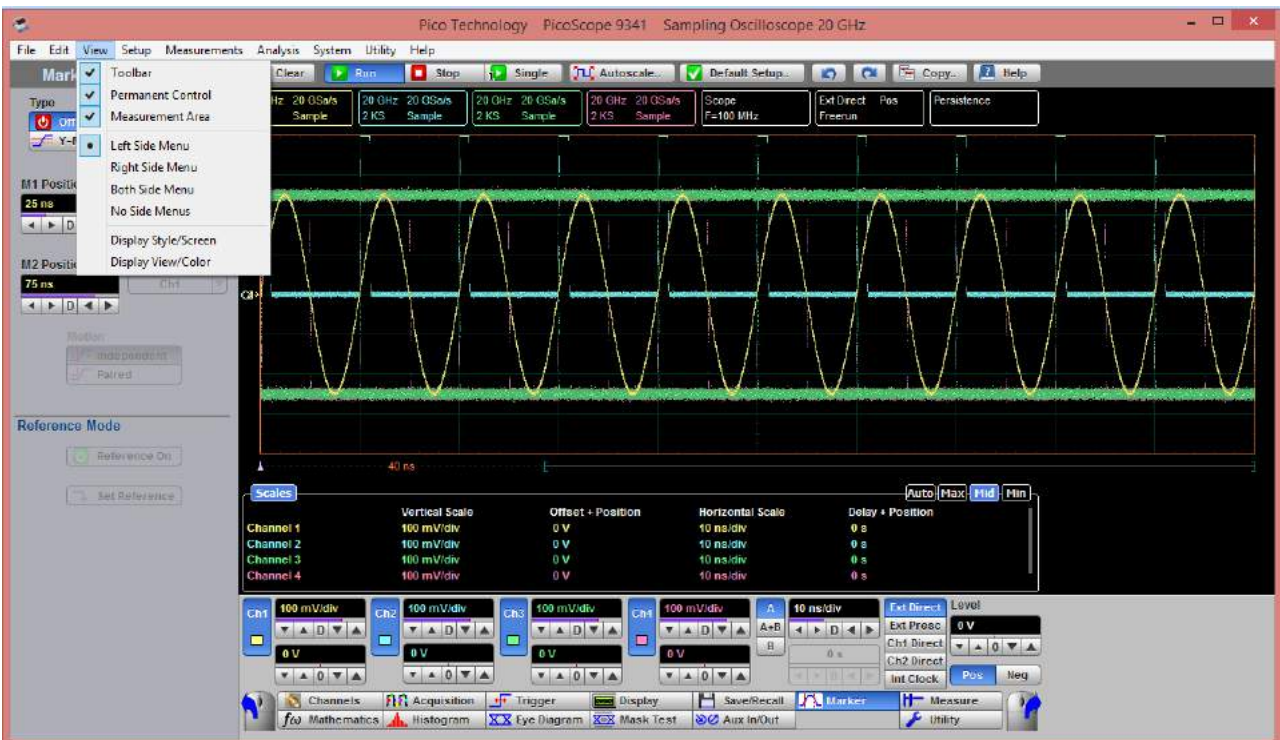 Pico Technology PicoScope 9341 Sampling Oscilloscope 20 GHz
File Edit View Setup Measurements Analysis System Utility Help
Clear Run Stop Single Autoscale.. Default Setup.. Copy.. Help
Toolbar
Permanent Control
Measurement Area
Left Side Menu
Right Side Menu
Both Side Menu
No Side Menus
Display Style/Screen
Display View/Color
Type
Off
M1 Position
25 ns
D
M2 Position
75 ns
D
Ch1
Motion
Independent
Paired
Reference Mode
Reference On
Set Reference
Hz 20 GSa/s 20 GHz 20 GSa/s 20 GHz 20 GSa/s 20 GHz 20 GSa/s Scope Ext Direct Pos Persistence
Sample 2 KS Sample 2 KS Sample 2 KS Sample F=100 MHz Freerun
40 ns
Scales Auto Max Mid Min
Vertical Scale Offset + Position Horizontal Scale Delay + Position
Channel 1 100 mV/div 0 V 10 ns/div 0 s
Channel 2 100 mV/div 0 V 10 ns/div 0 s
Channel 3 100 mV/div 0 V 10 ns/div 0 s
Channel 4 100 mV/div 0 V 10 ns/div 0 s
Ch1 100 mV/div Ch2 100 mV/div Ch3 100 mV/div Ch4 100 mV/div A 10 ns/div Ext Direct Level
D D D D A+B D Ext Presc 0 V
0 V 0 V 0 V 0 V B 0 s Ch1 Direct 0
Ch2 Direct
0 0 0 0 Int Clock Pos Neg
Channels Acquisition Trigger Display Save/Recall Marker Measure
fω Mathematics Histogram Eye Diagram Mask Test Aux In/Out Utility